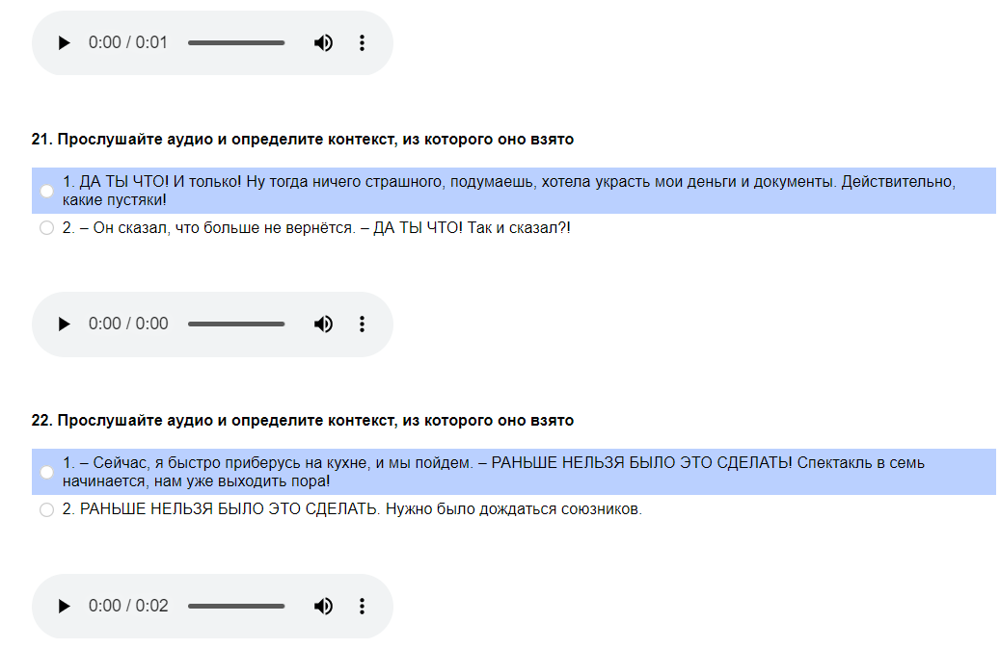 0:00 / 0:01
21. Прослушайте аудио и определите контекст, из которого оно взято
1. ДА ТЫ ЧТО! И только! Ну тогда ничего страшного, подумаешь, хотела украсть мои деньги и документы. Действительно,
какие пустяки!
2. – Он сказал, что больше не вернётся. – ДА ТЫ ЧТО! Так и сказал?!
0:00 / 0:00
22. Прослушайте аудио и определите контекст, из которого оно взято
1. – Сейчас, я быстро приберусь на кухне, и мы пойдем. – РАНЬШЕ НЕЛЬЗЯ БЫЛО ЭТО СДЕЛАТЬ! Спектакль в семь
начинается, нам уже выходить пора!
2. РАНЬШЕ НЕЛЬЗЯ БЫЛО ЭТО СДЕЛАТЬ. Нужно было дождаться союзников.
0:00 / 0:02